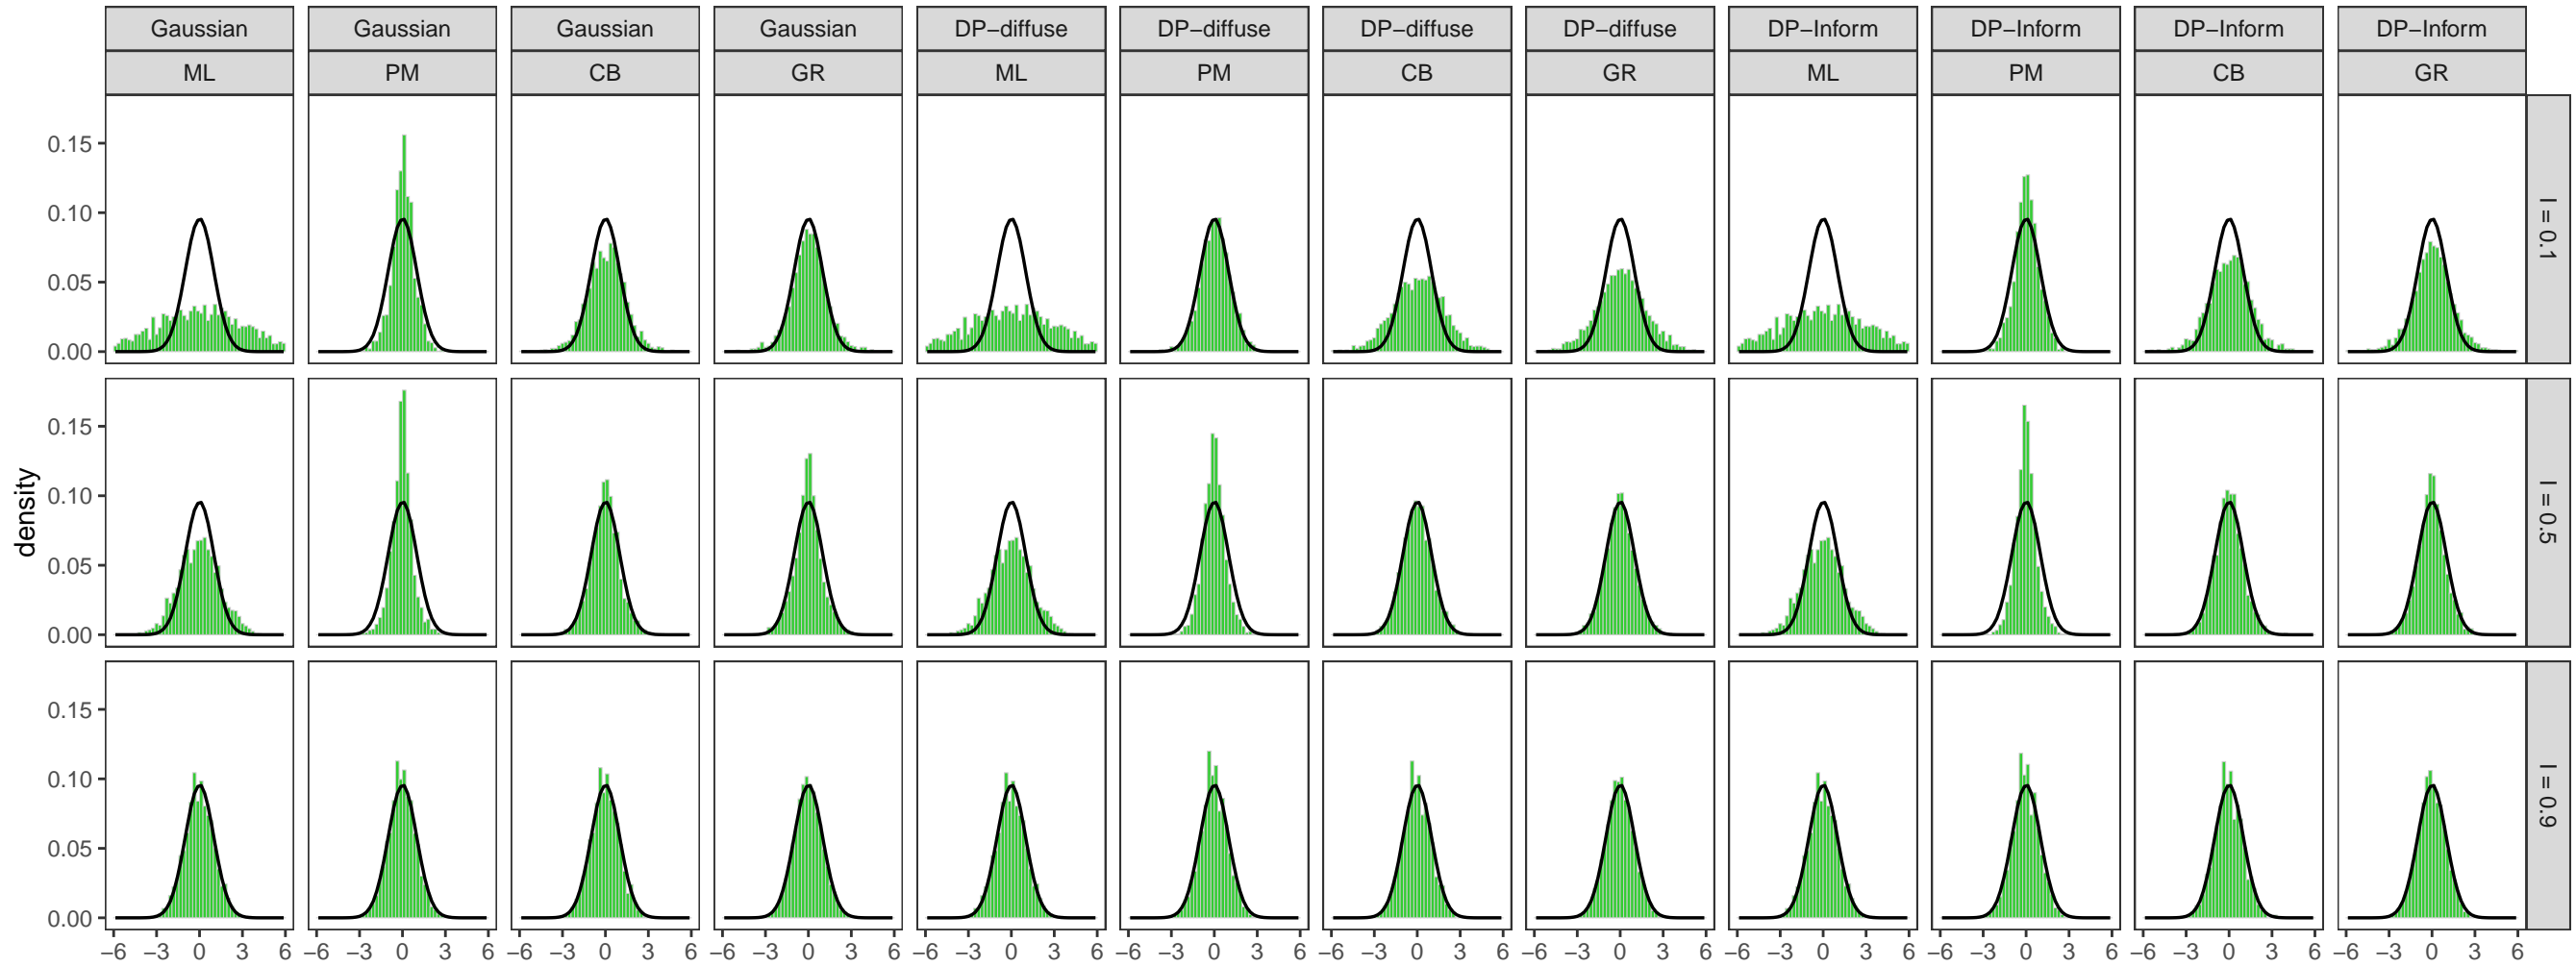 Gaussian Gaussian Gaussian Gaussian DP−diffuse DP−diffuse DP−diffuse DP−diffuse DP−Inform DP−Inform DP−Inform DP−Inform
ML PM CB GR ML PM CB GR ML PM CB GR
0.15
0.10
0.05
0.00
I = 0.1
density
0.15
0.10
0.05
0.00
I = 0.5
0.15
0.10
0.05
0.00
I = 0.9
−6 −3 0 3 6 −6 −3 0 3 6 −6 −3 0 3 6 −6 −3 0 3 6 −6 −3 0 3 6 −6 −3 0 3 6 −6 −3 0 3 6 −6 −3 0 3 6 −6 −3 0 3 6 −6 −3 0 3 6 −6 −3 0 3 6 −6 −3 0 3 6